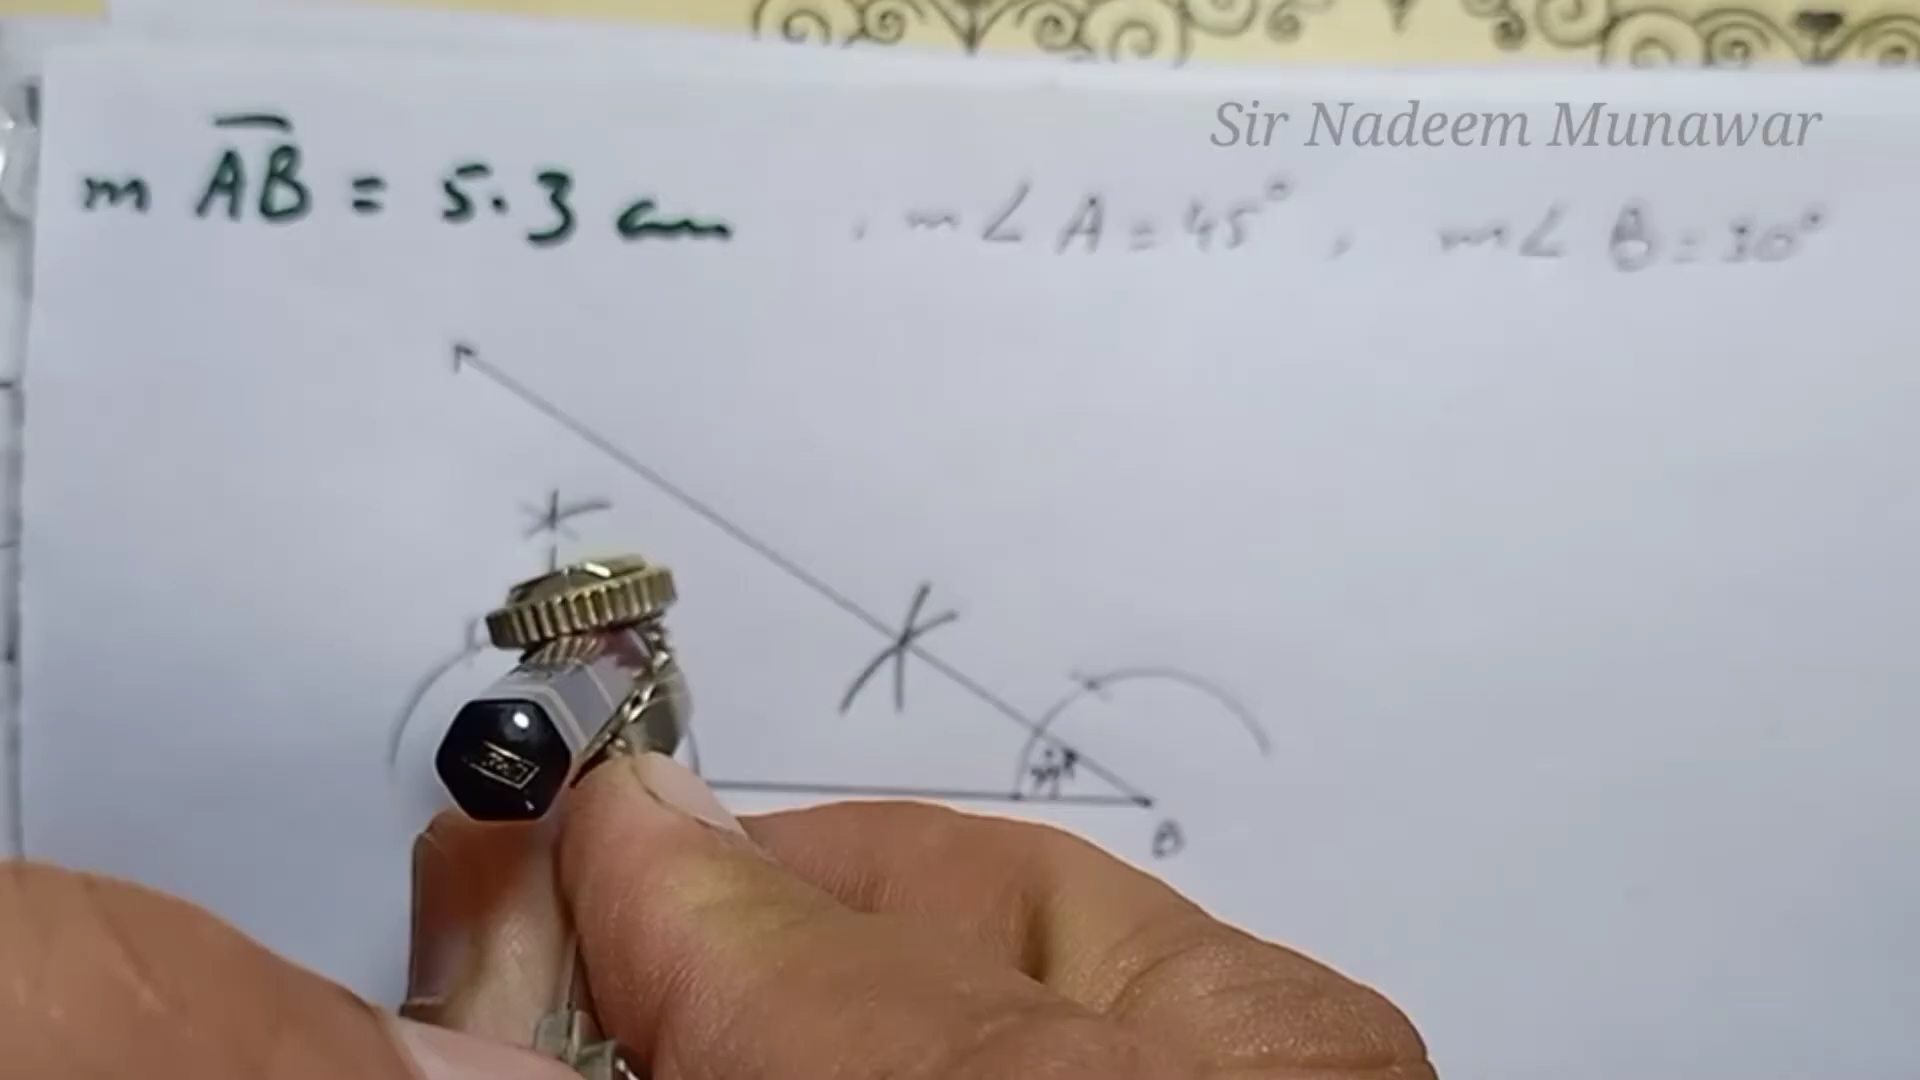 Sir Nadeem Munawar
m AB = 5.3 cm , m∠ A = 45° , m∠ B = 30°
B